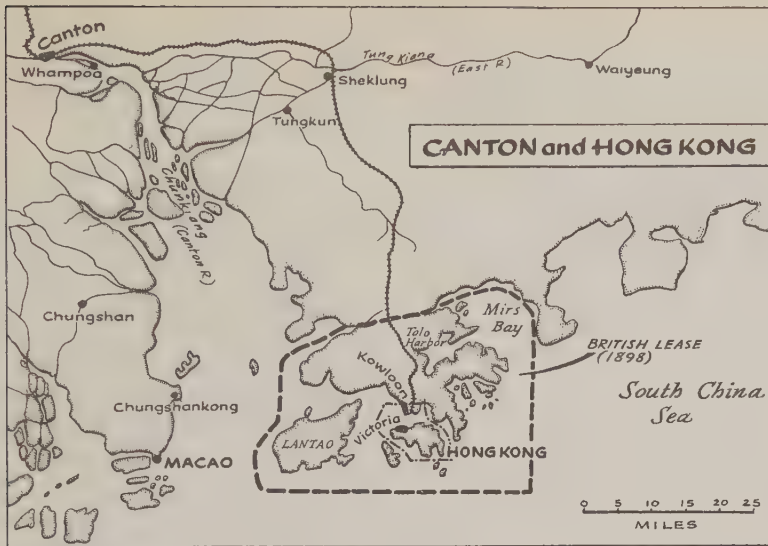 Canton
Whampoa
Tung Kiang
(East R)
Waiyeung
Sheklung
Tungkun
CANTON and HONG KONG
Chukiang
(Canton R)
Chungshan
Mirs
Bay
Tolo
Harbor
BRITISH LEASE
(1898)
Kowloon
South China
Sea
Chungshankong
Victoria
LANTAO
HONG KONG
MACAO
0 5 10 15 20 25
MILES